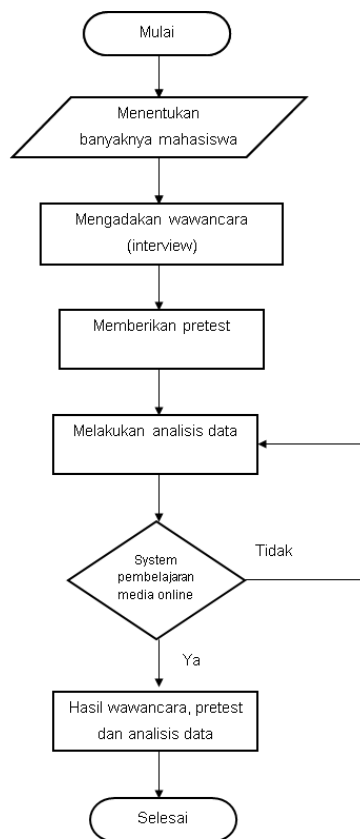 Mulai
Menentukan
banyaknya mahasiswa
Mengadakan wawancara
(interview)
Memberikan pretest
Melakukan analisis data
System
pembelajaran
media online
Tidak
Ya
Hasil wawancara, pretest
dan analisis data
Selesai